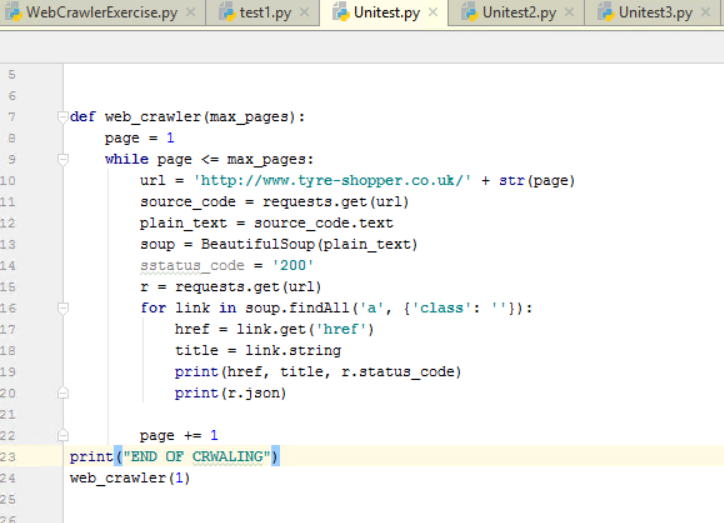 WebCrawlerExercise.py × test1.py × Unitest.py × Unitest2.py × Unitest3.py ×
5
6
7 def web_crawler(max_pages):
8 page = 1
9 while page <= max_pages:
10 url = 'http://www.tyre-shopper.co.uk/' + str(page)
11 source_code = requests.get(url)
12 plain_text = source_code.text
13 soup = BeautifulSoup(plain_text)
14 sstatus_code = '200'
15 r = requests.get(url)
16 for link in soup.findAll('a', {'class': ''}):
17 href = link.get('href')
18 title = link.string
19 print(href, title, r.status_code)
20 print(r.json)
21
22 page += 1
23 print("END OF CRWALING")
24 web_crawler(1)
25
26